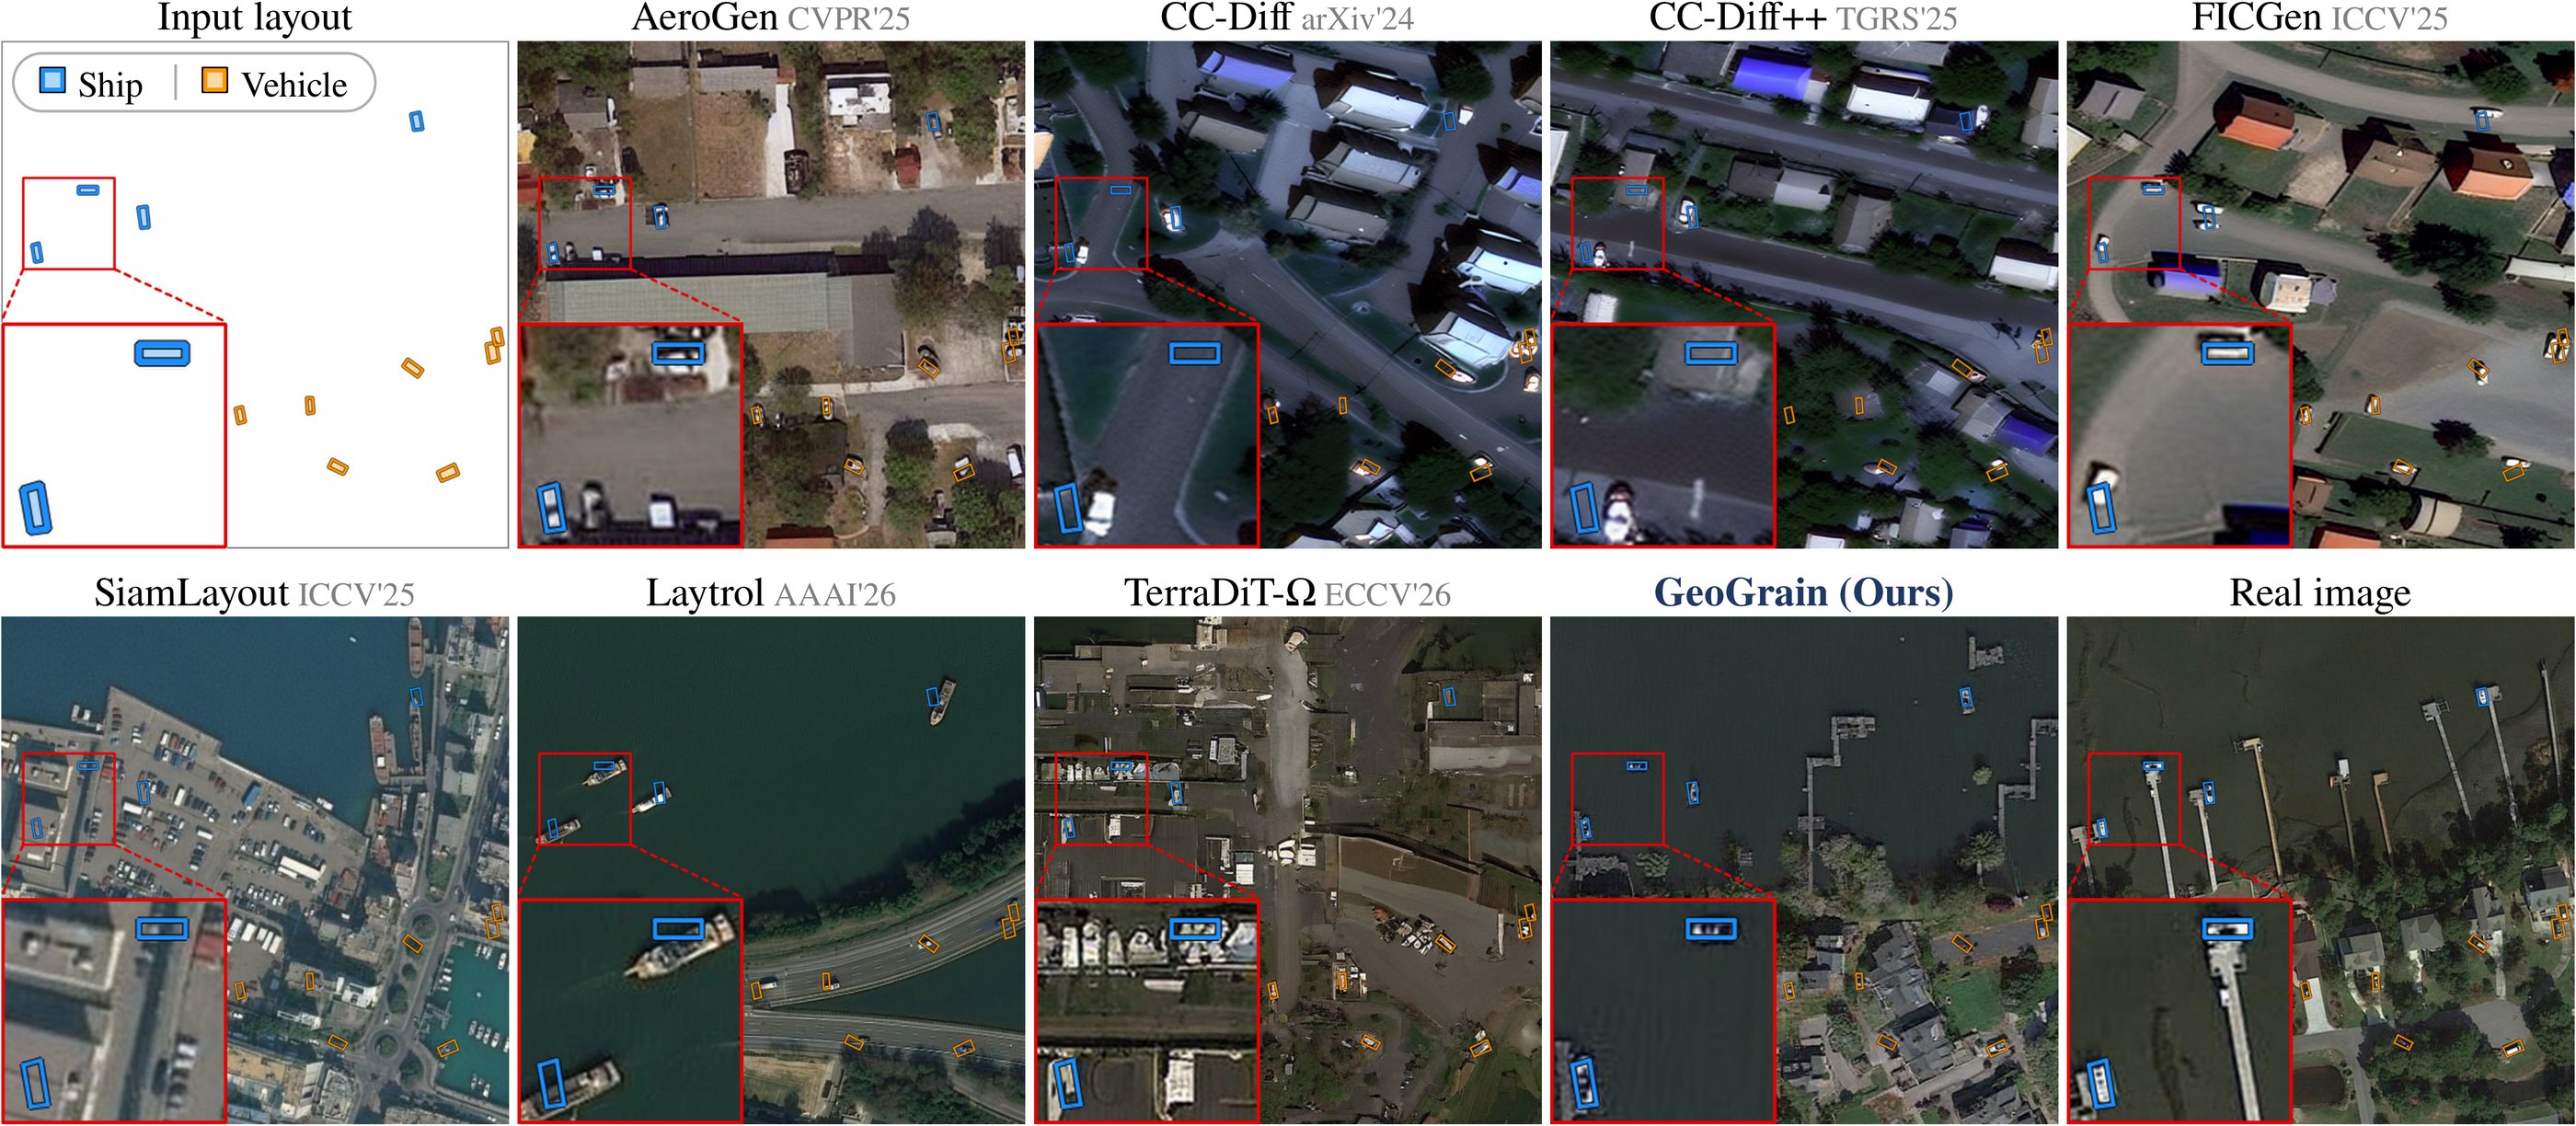 Input layout
AeroGen CVPR'25
CC-Diff arXiv'24
CC-Diff++ TGRS'25
FICGen ICCV'25
Ship | Vehicle
SiamLayout ICCV'25
Laytrol AAAI'26
TerraDiT-Ω ECCV'26
GeoGrain (Ours)
Real image